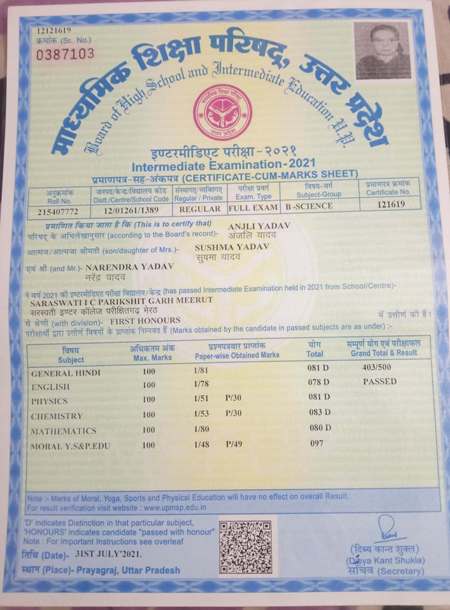 12121619
क्रमांक (Sr. No.)
0387103
माध्यमिक शिक्षा परिषद्, उत्तर प्रदेश
Board of High School and Intermediate Education U.P.
इण्टरमीडिएट परीक्षा - २०२१
Intermediate Examination-2021
प्रमाणपत्र-सह-अंकपत्र (CERTIFICATE-CUM-MARKS SHEET)
अनुक्रमांक जनपद/केन्द्र/विद्यालय कोड संस्थागत/व्यक्तिगत परीक्षा प्रकार विषय-वर्ग प्रमाणपत्र क्रमांक
Roll No. Distt./Centre/School Code Regular / Private Exam. Type Subject-Group Certificate No.
215407772 12/01261/1389 REGULAR FULL EXAM B -SCIENCE 121619
प्रमाणित किया जाता है कि (This is to certify that) ANJLI YADAV
परिषद् के अभिलेखानुसार (according to the Board's record) अंजलि यादव
आत्मज/आत्मजा श्रीमती (son/daughter of Mrs.) SUSHMA YADAV
सुषमा यादव
एवं श्री (and Mr.) NARENDRA YADAV
नरेंद्र यादव
ने वर्ष 2021 की इण्टरमीडिएट परीक्षा विद्यालय/केन्द्र (has passed Intermediate Examination held in 2021 from School/Centre)
SARASWATI I C PARIKSHIT GARH MEERUT
सरस्वती इण्टर कॉलेज परीक्षितगढ़ मेरठ
से श्रेणी (with division) FIRST HONOURS में उत्तीर्ण की है।
परीक्षार्थी द्वारा उत्तीर्ण विषयों के प्राप्तांक निम्नवत हैं (Marks obtained by the candidate in passed subjects are as under) :-
विषय अधिकतम अंक प्रश्नपत्रवार प्राप्तांक योग सम्पूर्ण योग एवं परीक्षाफल
Subject Max. Marks Paper-wise Obtained Marks Total Grand Total & Result
GENERAL HINDI 100 1/81 081 D 403/500
ENGLISH 100 1/78 078 D PASSED
PHYSICS 100 1/51 P/30 081 D
CHEMISTRY 100 1/53 P/30 083 D
MATHEMATICS 100 1/80 080 D
MORAL Y.S&P.EDU 100 1/48 P/49 097
Note :- Marks of Moral, Yoga, Sports and Physical Education will have no effect on overall Result.
For result verification visit website : www.upmsp.edu.in
'D' indicates Distinction in that particular subject,
'HONOURS' indicates candidate "passed with honour"
Note : For Important Instructions see overleaf
तिथि (Date)- 31ST JULY'2021,
स्थान (Place)- Prayagraj, Uttar Pradesh
(दिव्य कान्त शुक्ल)
(Divya Kant Shukla)
सचिव (Secretary)